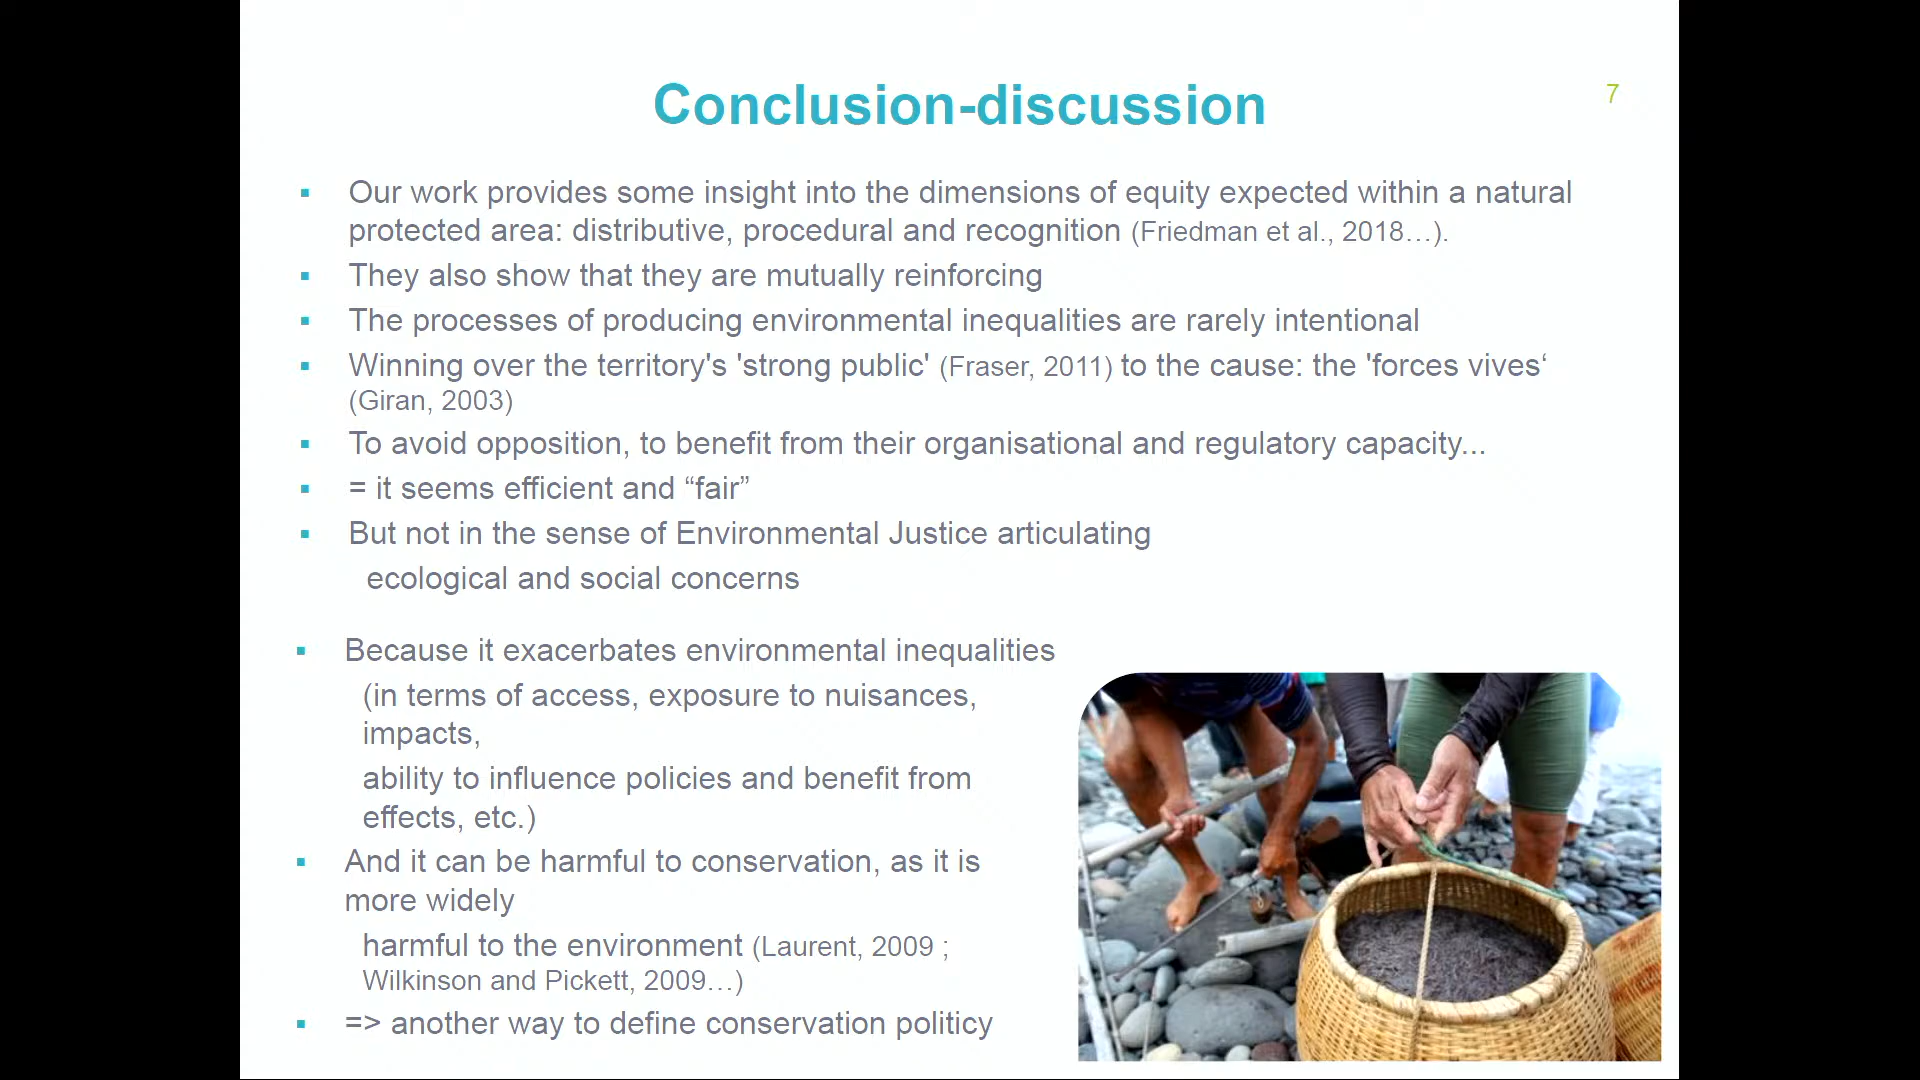 Conclusion-discussion
7
▪ Our work provides some insight into the dimensions of equity expected within a natural
protected area: distributive, procedural and recognition (Friedman et al., 2018…).
▪ They also show that they are mutually reinforcing
▪ The processes of producing environmental inequalities are rarely intentional
▪ Winning over the territory's 'strong public' (Fraser, 2011) to the cause: the 'forces vives‘
(Giran, 2003)
▪ To avoid opposition, to benefit from their organisational and regulatory capacity...
▪ = it seems efficient and “fair”
▪ But not in the sense of Environmental Justice articulating
ecological and social concerns
▪ Because it exacerbates environmental inequalities
(in terms of access, exposure to nuisances,
impacts,
ability to influence policies and benefit from
effects, etc.)
▪ And it can be harmful to conservation, as it is
more widely
harmful to the environment (Laurent, 2009 ;
Wilkinson and Pickett, 2009…)
▪ => another way to define conservation politicy